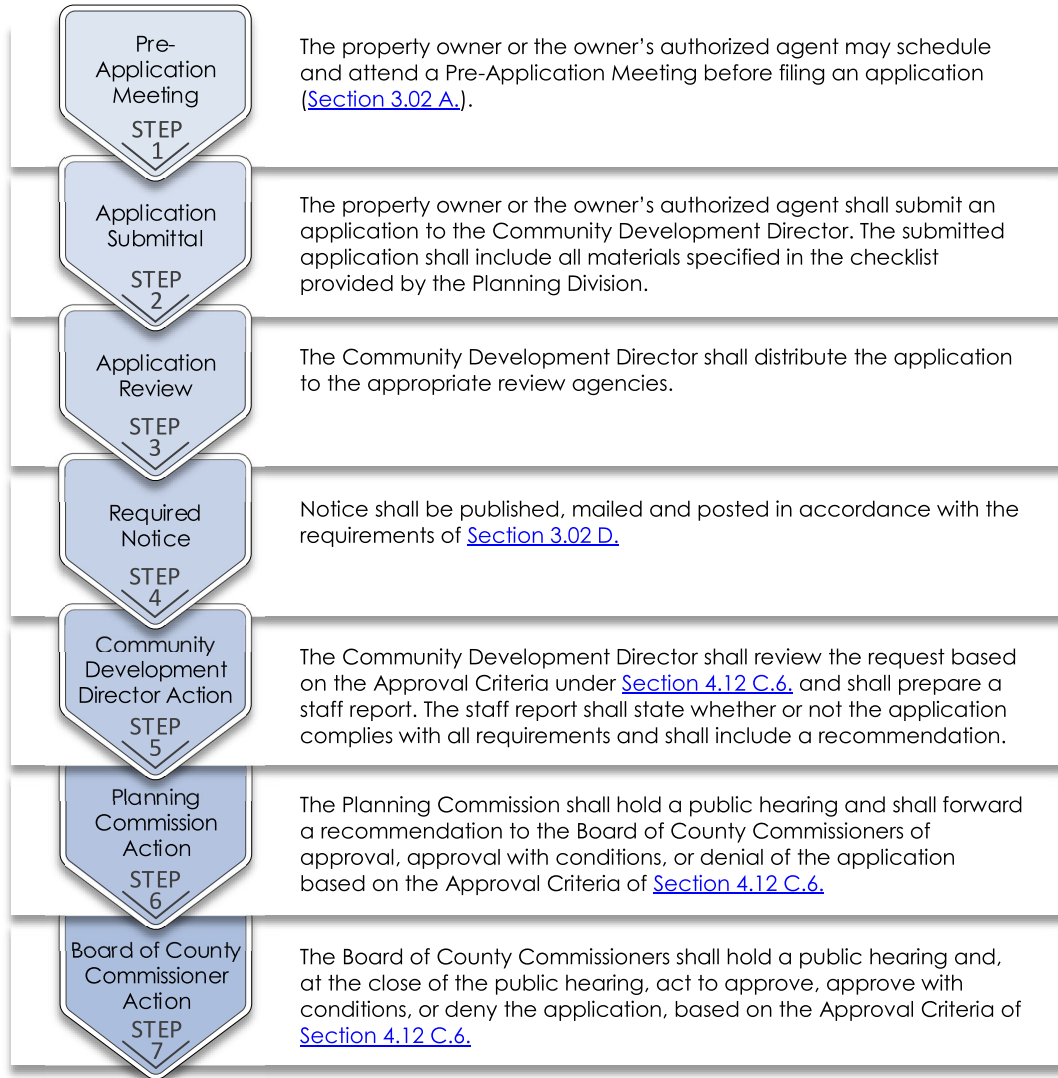 Pre-
Application
Meeting
STEP
1
The property owner or the owner’s authorized agent may schedule
and attend a Pre-Application Meeting before filing an application
(Section 3.02 A.).
Application
Submittal
STEP
2
The property owner or the owner’s authorized agent shall submit an
application to the Community Development Director. The submitted
application shall include all materials specified in the checklist
provided by the Planning Division.
Application
Review
STEP
3
The Community Development Director shall distribute the application
to the appropriate review agencies.
Required
Notice
STEP
4
Notice shall be published, mailed and posted in accordance with the
requirements of Section 3.02 D.
Community
Development
Director Action
STEP
5
The Community Development Director shall review the request based
on the Approval Criteria under Section 4.12 C.6. and shall prepare a
staff report. The staff report shall state whether or not the application
complies with all requirements and shall include a recommendation.
Planning
Commission
Action
STEP
6
The Planning Commission shall hold a public hearing and shall forward
a recommendation to the Board of County Commissioners of
approval, approval with conditions, or denial of the application
based on the Approval Criteria of Section 4.12 C.6.
Board of County
Commissioner
Action
STEP
7
The Board of County Commissioners shall hold a public hearing and,
at the close of the public hearing, act to approve, approve with
conditions, or deny the application, based on the Approval Criteria of
Section 4.12 C.6.